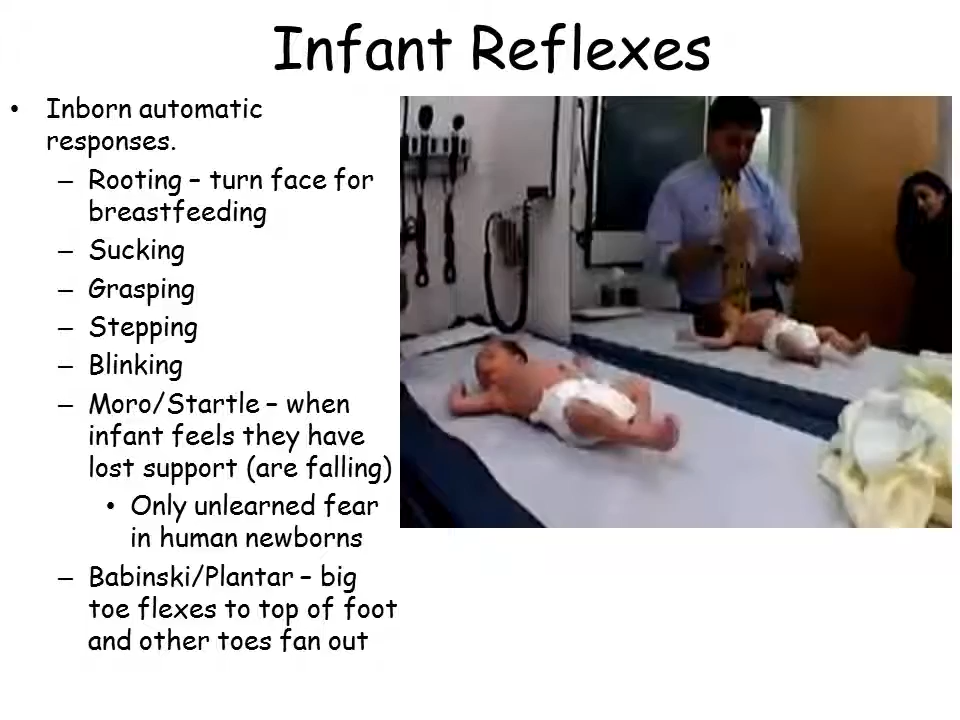 Infant Reflexes
• Inborn automatic
responses.
– Rooting – turn face for
breastfeeding
– Sucking
– Grasping
– Stepping
– Blinking
– Moro/Startle – when
infant feels they have
lost support (are falling)
• Only unlearned fear
in human newborns
– Babinski/Plantar – big
toe flexes to top of foot
and other toes fan out